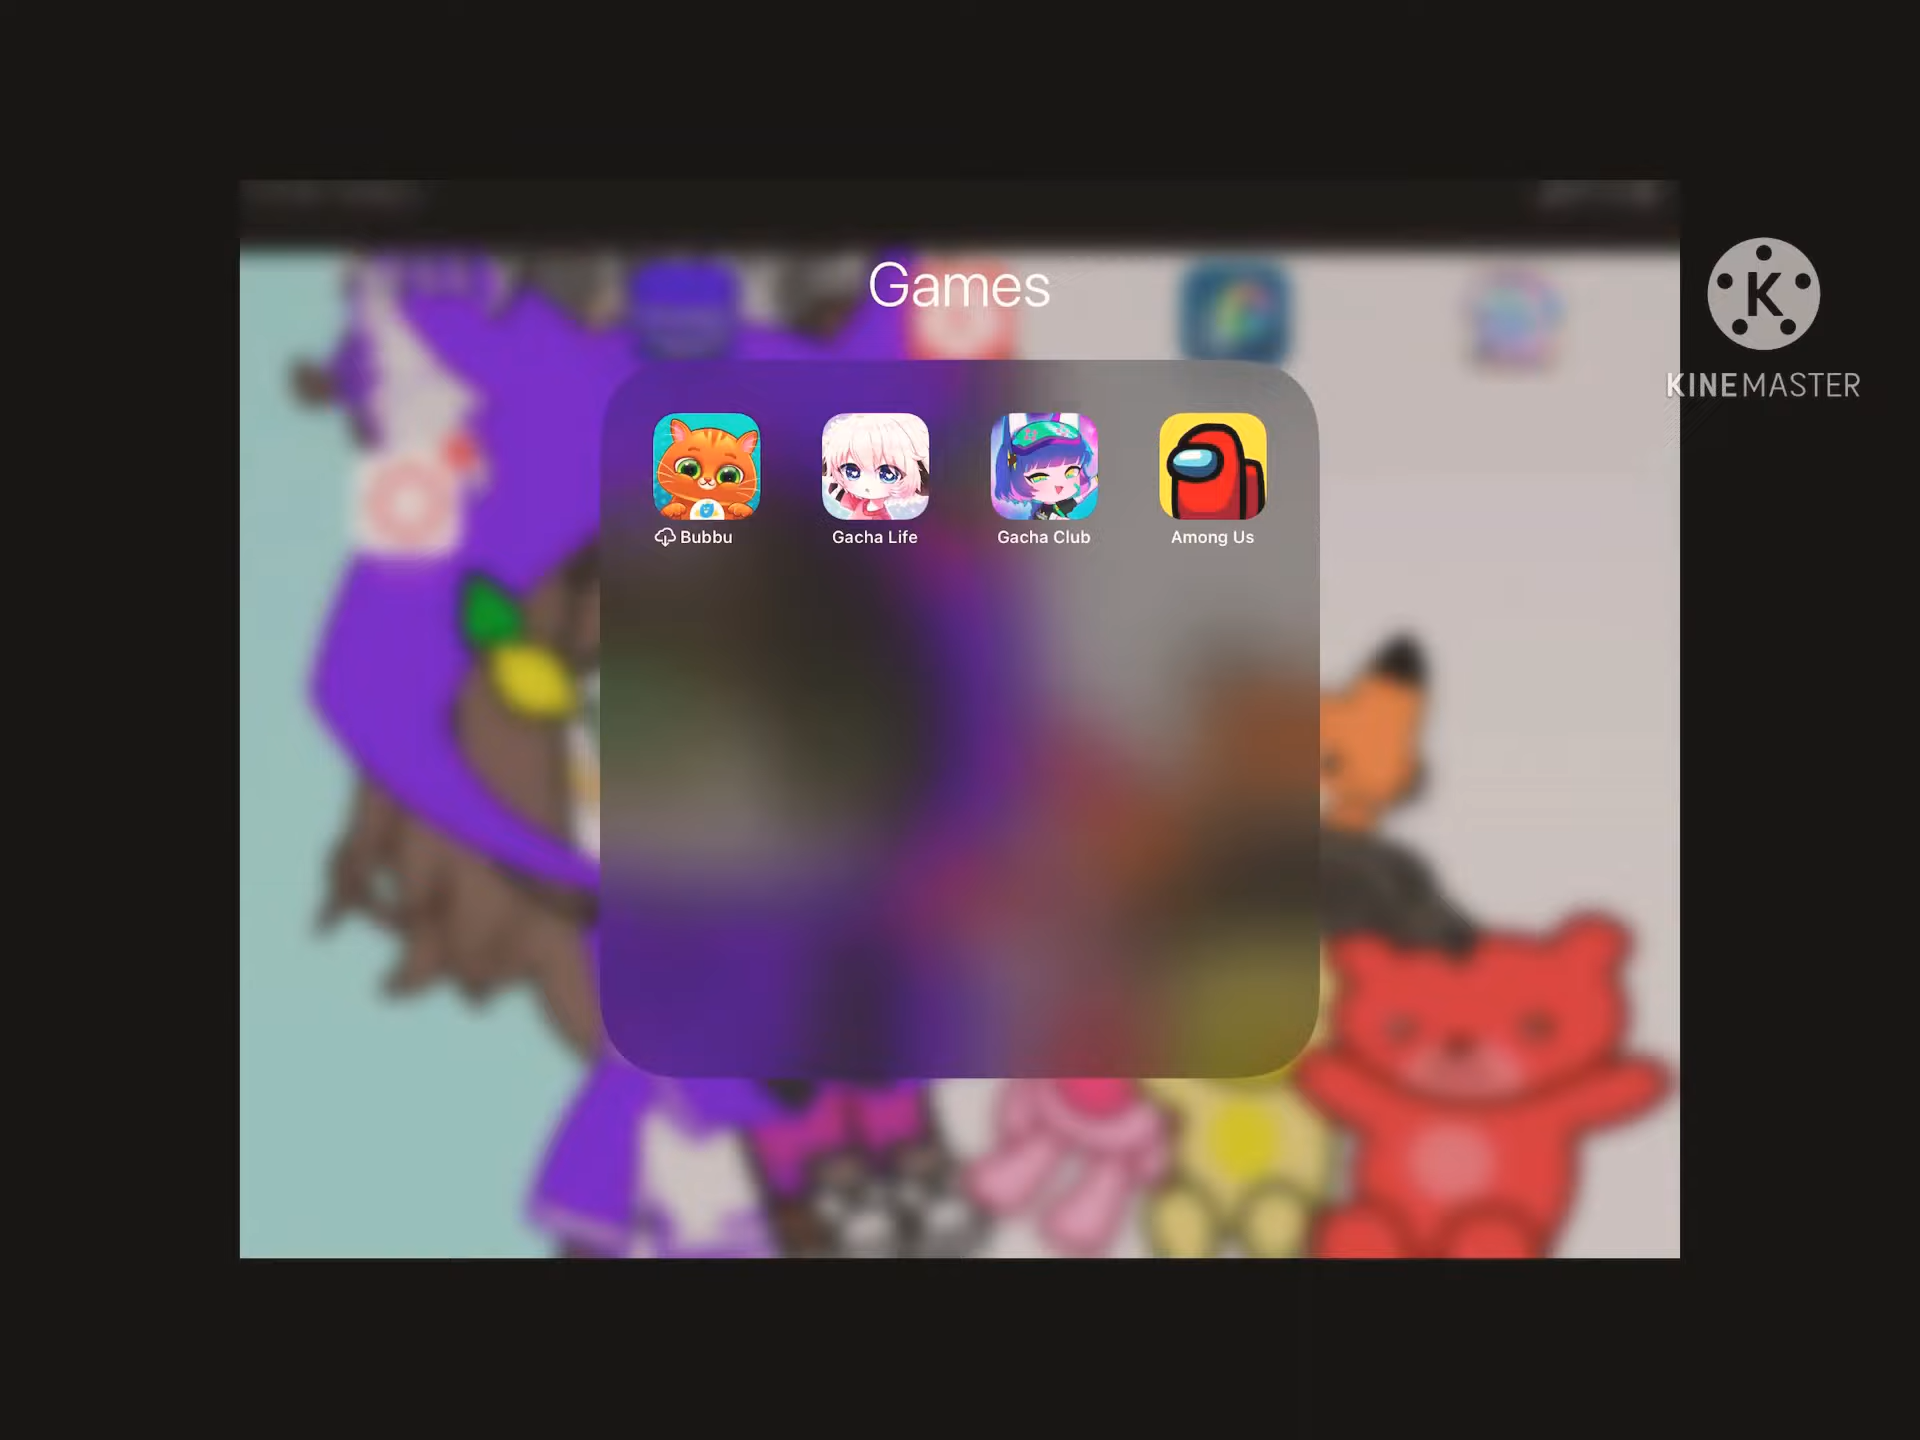 Games
K
KINEMASTER
Bubbu
Gacha Life
Gacha Club
Among Us